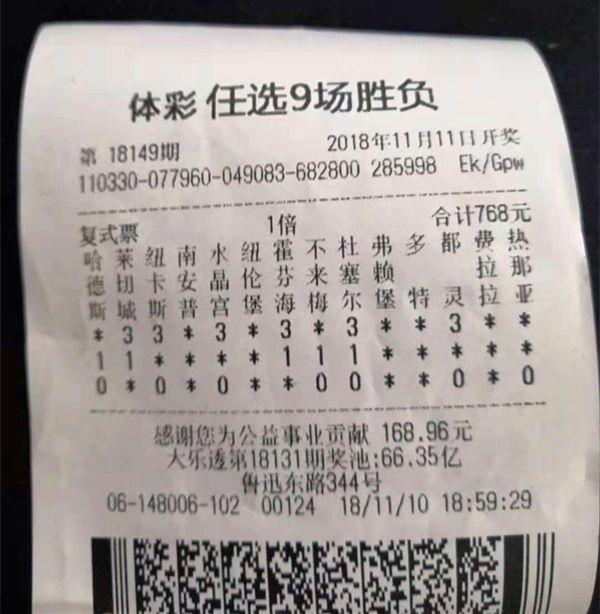 体彩 任选9场胜负
第 18149期 2018年11月11日开奖
110330-077960-049083-682800 285998 Ek/Gpw
复式票 1倍 合计768元
哈 莱 纽 南 水 纽 霍 不 杜 弗 多 都 费 热
德 切 卡 安 晶 伦 芬 来 塞 赖 拉 那
斯 城 斯 普 宫 堡 海 梅 尔 堡 特 灵 拉 亚
* 3 3 * 3 * 3 * 3 * * 3 * *
1 1 * * * * 1 1 1 * * * * *
0 * 0 * 0 * * 0 0 * * 0 * 0
感谢您为公益事业贡献 168.96元
大乐透第18131期奖池:66.35亿
鲁迅东路344号
06-148006-102 00124 18/11/10 18:59:29